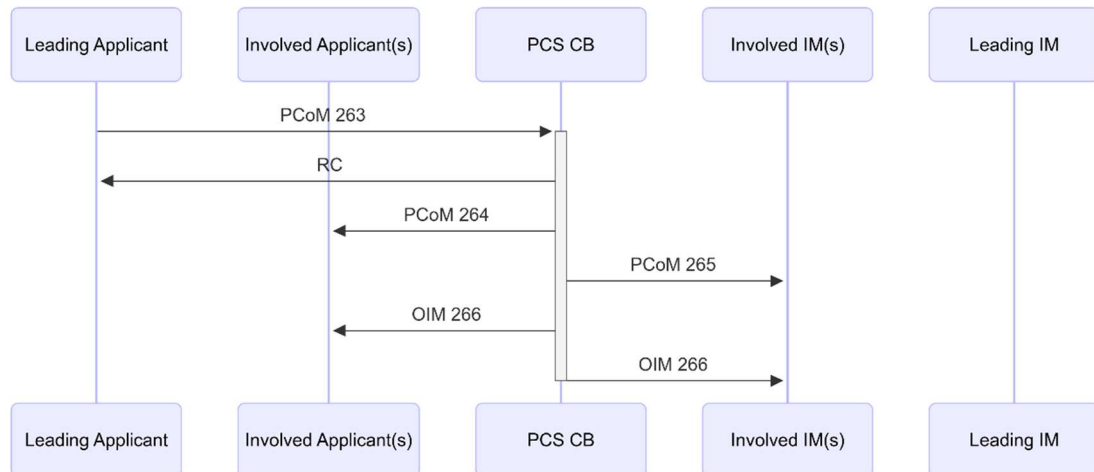 Leading Applicant
Involved Applicant(s)
PCS CB
Involved IM(s)
Leading IM
PCoM 263
RC
PCoM 264
PCoM 265
OIM 266
OIM 266
Leading Applicant
Involved Applicant(s)
PCS CB
Involved IM(s)
Leading IM